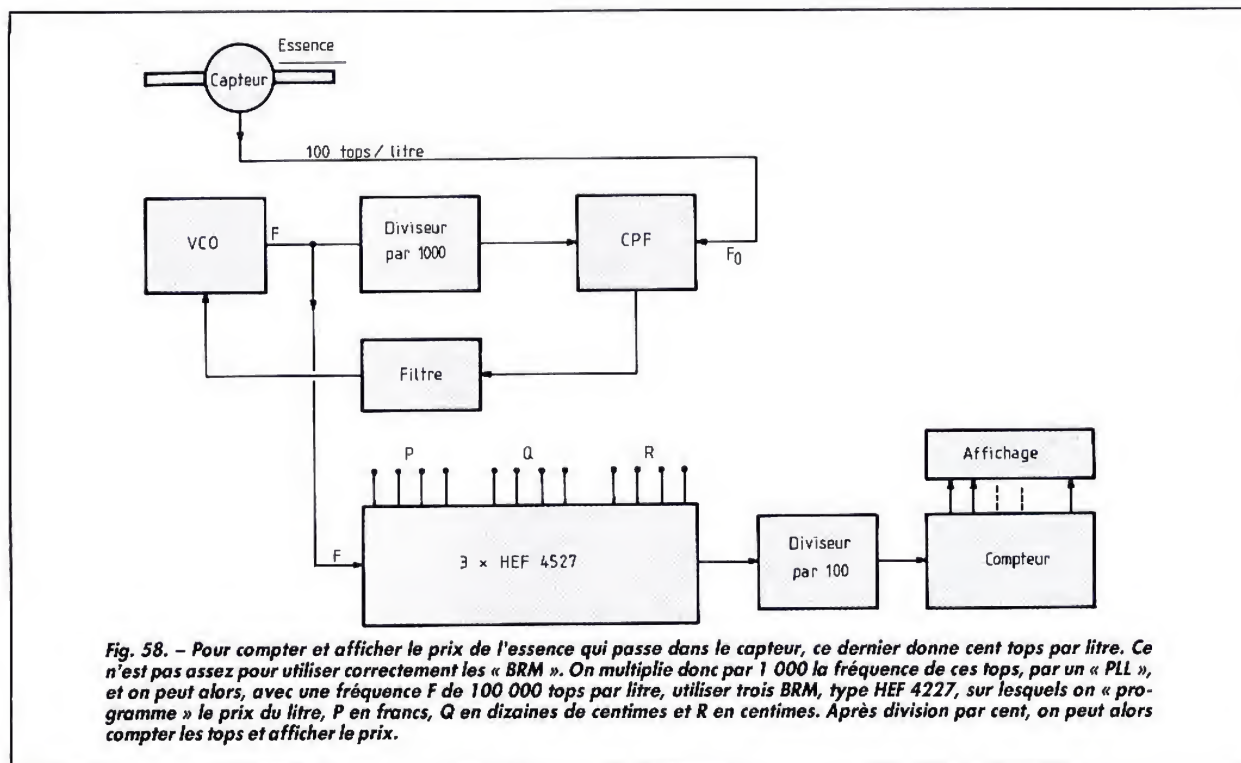 Essence
Capteur
100 tops / litre
VCO
F
Diviseur
par 1000
CPF
F0
Filtre
P
Q
R
Affichage
F
3 × HEF 4527
Diviseur
par 100
Compteur
Fig. 58. – Pour compter et afficher le prix de l'essence qui passe dans le capteur, ce dernier donne cent tops par litre. Ce
n'est pas assez pour utiliser correctement les « BRM ». On multiplie donc par 1 000 la fréquence de ces tops, par un « PLL »,
et on peut alors, avec une fréquence F de 100 000 tops par litre, utiliser trois BRM, type HEF 4227, sur lesquels on « pro-
gramme » le prix du litre, P en francs, Q en dizaines de centimes et R en centimes. Après division par cent, on peut alors
compter les tops et afficher le prix.